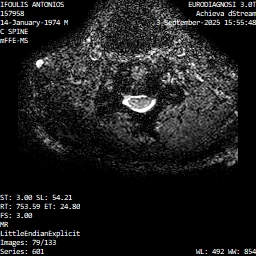 IFOULIS ANTONIOS
157958
14-January-1974 M
C SPINE
mFFE-MS
EURODIAGNOSI 3.0T
Achieva dStream
3 September-2025 15:55:48
ST: 3.00 SL: 54.21
RT: 753.59 ET: 24.80
FS: 3.00
MR
LittleEndianExplicit
Images: 79/133
Series: 601
WL: 492 WW: 854